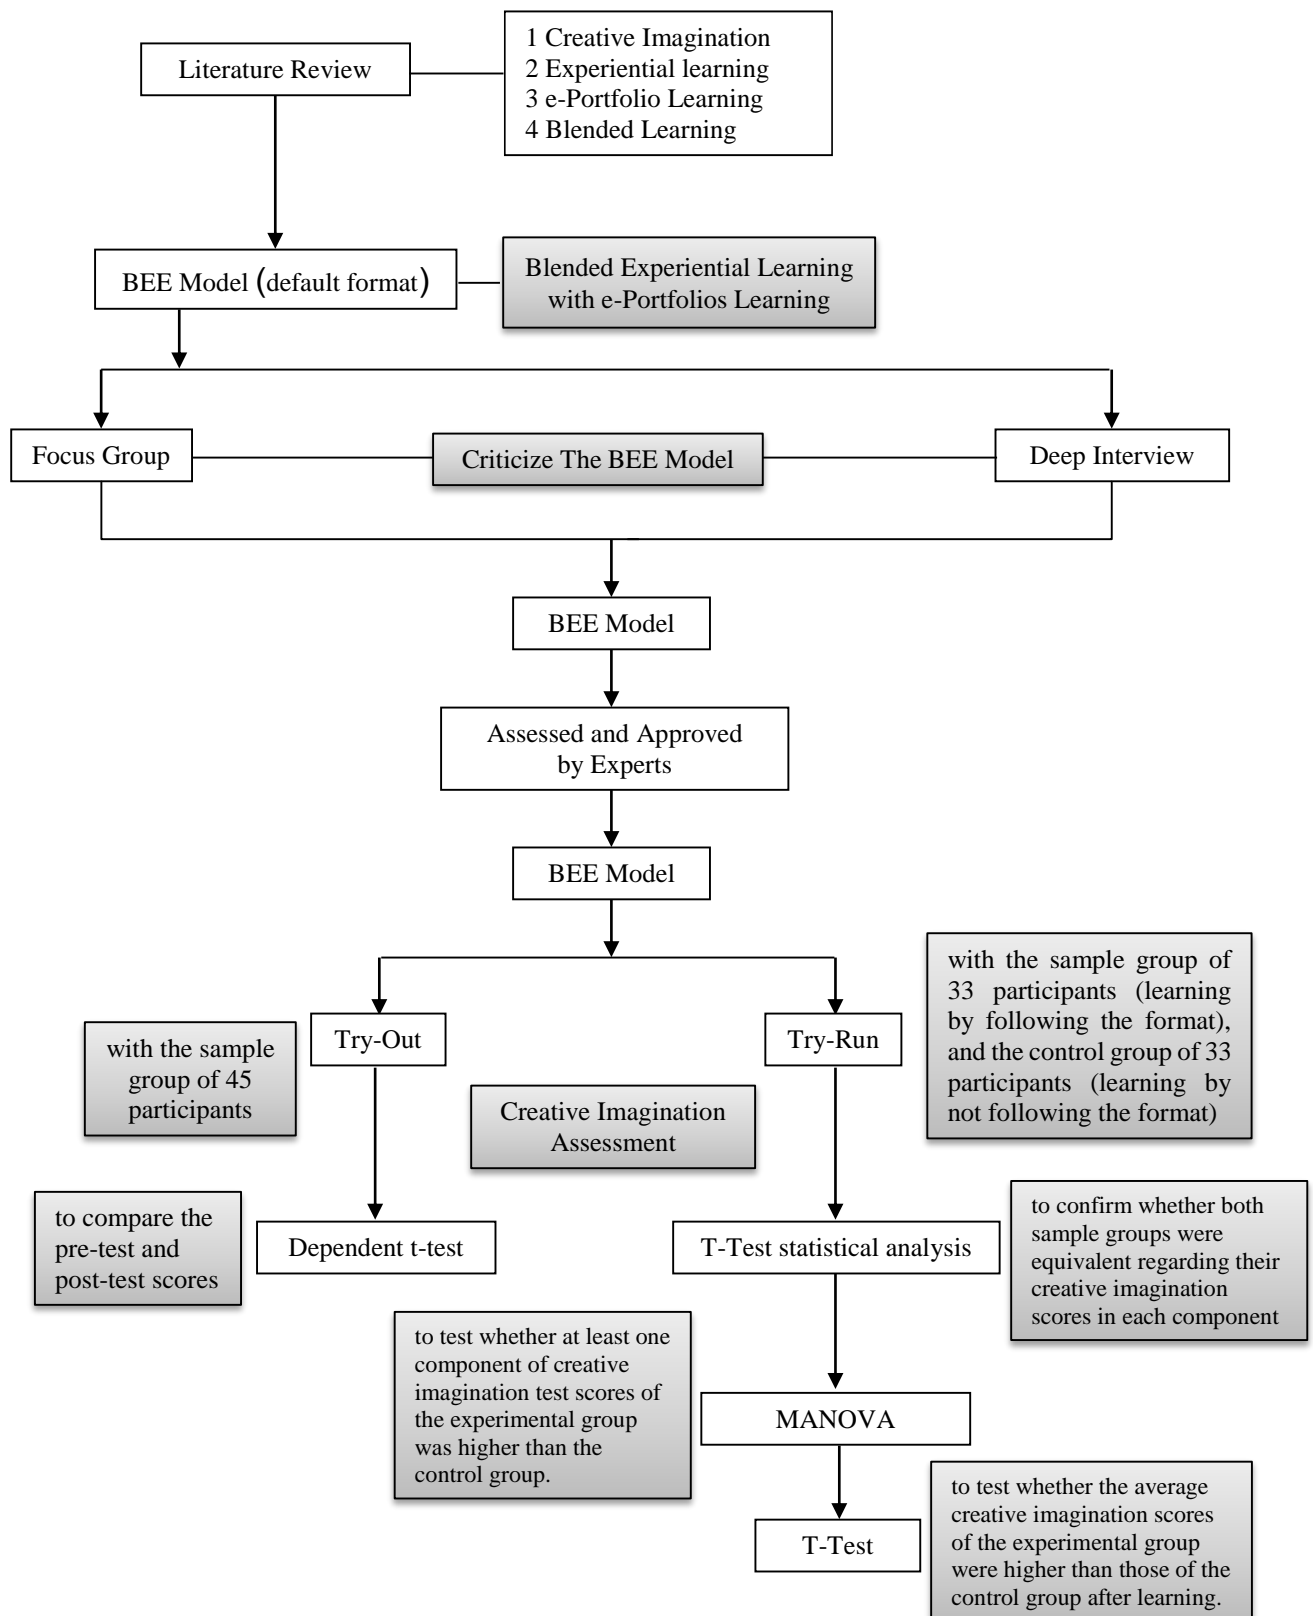 Literature Review
1 Creative Imagination
2 Experiential learning
3 e-Portfolio Learning
4 Blended Learning
BEE Model (default format)
Blended Experiential Learning
with e-Portfolios Learning
Focus Group
Criticize The BEE Model
Deep Interview
BEE Model
Assessed and Approved
by Experts
BEE Model
with the sample
group of 45
participants
Try-Out
Try-Run
with the sample group of
33 participants (learning
by following the format),
and the control group of 33
participants (learning by
not following the format)
Creative Imagination
Assessment
to compare the
pre-test and
post-test scores
Dependent t-test
T-Test statistical analysis
to confirm whether both
sample groups were
equivalent regarding their
creative imagination
scores in each component
to test whether at least one
component of creative
imagination test scores of
the experimental group
was higher than the
control group.
MANOVA
T-Test
to test whether the average
creative imagination scores
of the experimental group
were higher than those of the
control group after learning.